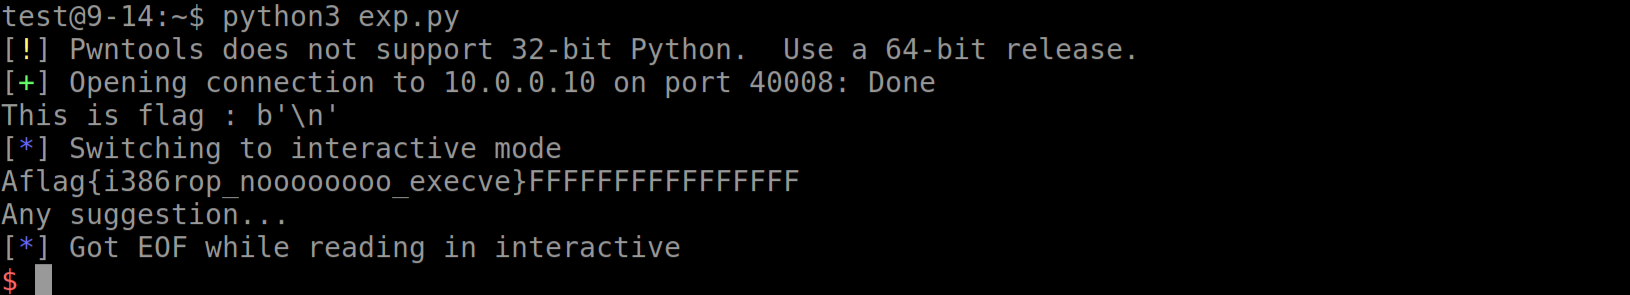 test@9-14:~$ python3 exp.py
[!] Pwntools does not support 32-bit Python.  Use a 64-bit release.
[+] Opening connection to 10.0.0.10 on port 40008: Done
This is flag : b'\n'
[*] Switching to interactive mode
Aflag{i386rop_noooooooo_execve}FFFFFFFFFFFFFFFF
Any suggestion...
[*] Got EOF while reading in interactive
$